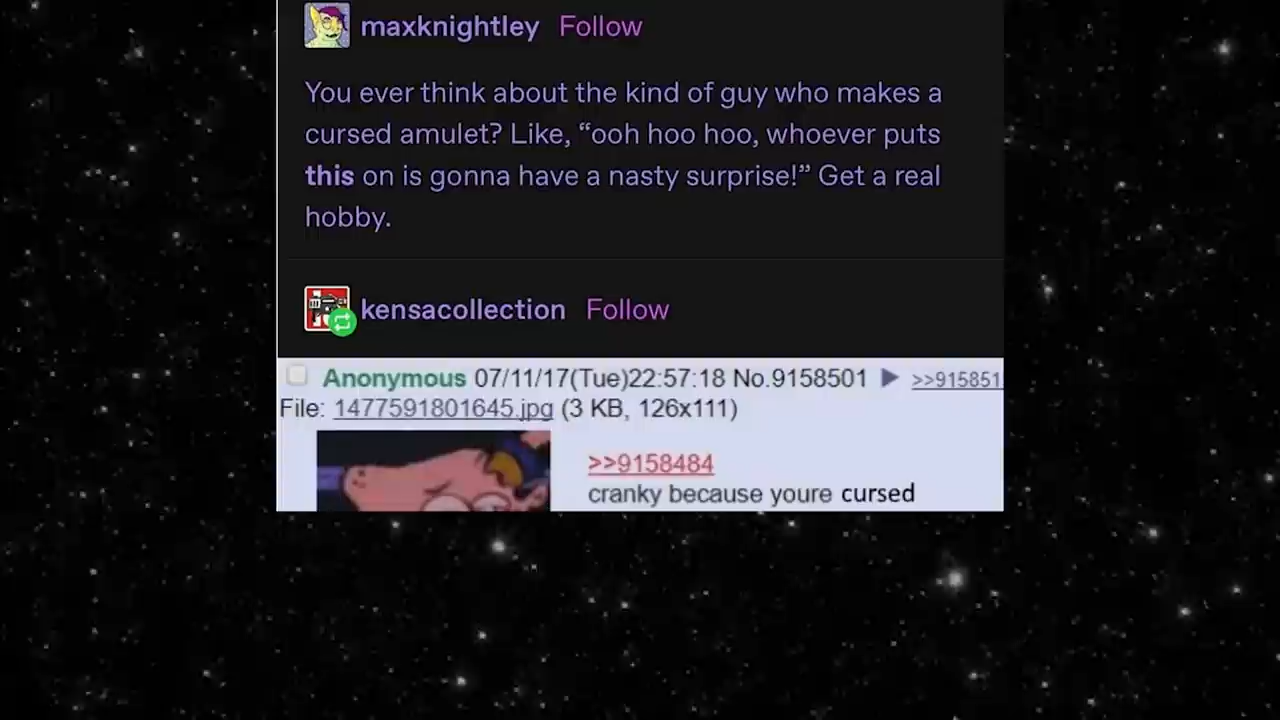 maxknightley Follow
You ever think about the kind of guy who makes a
cursed amulet? Like, “ooh hoo hoo, whoever puts
this on is gonna have a nasty surprise!” Get a real
hobby.
kensacollection Follow
Anonymous 07/11/17(Tue)22:57:18 No.9158501 ▶ >>915851
File: 1477591801645.jpg (3 KB, 126x111)
>>9158484
cranky because youre cursed